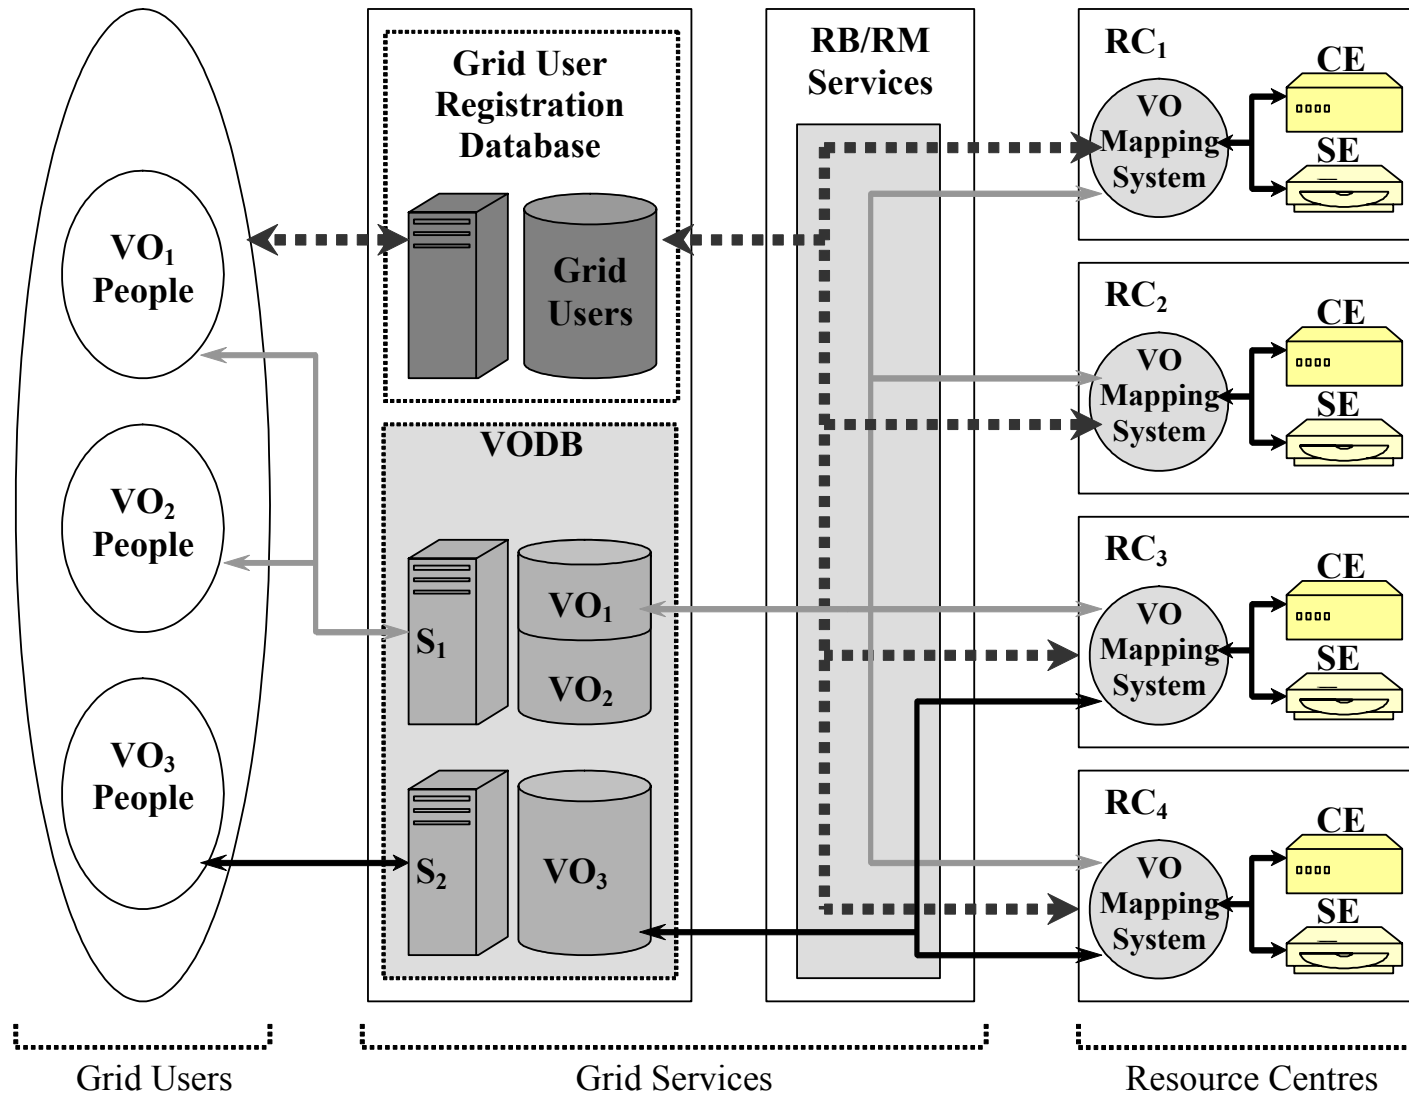 VO₁
People
VO₂
People
VO₃
People
Grid User
Registration
Database
Grid
Users
VODB
S₁
VO₁
VO₂
S₂
VO₃
RB/RM
Services
RC₁
VO
Mapping
System
CE
SE
RC₂
VO
Mapping
System
CE
SE
RC₃
VO
Mapping
System
CE
SE
RC₄
VO
Mapping
System
CE
SE
Grid Users
Grid Services
Resource Centres